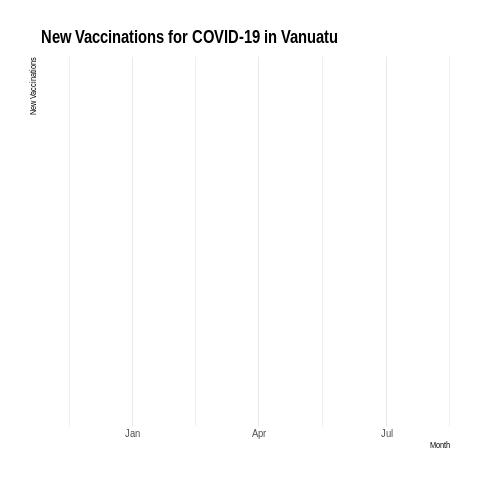 New Vaccinations for COVID-19 in Vanuatu
New Vaccinations
Jan Apr Jul
Month